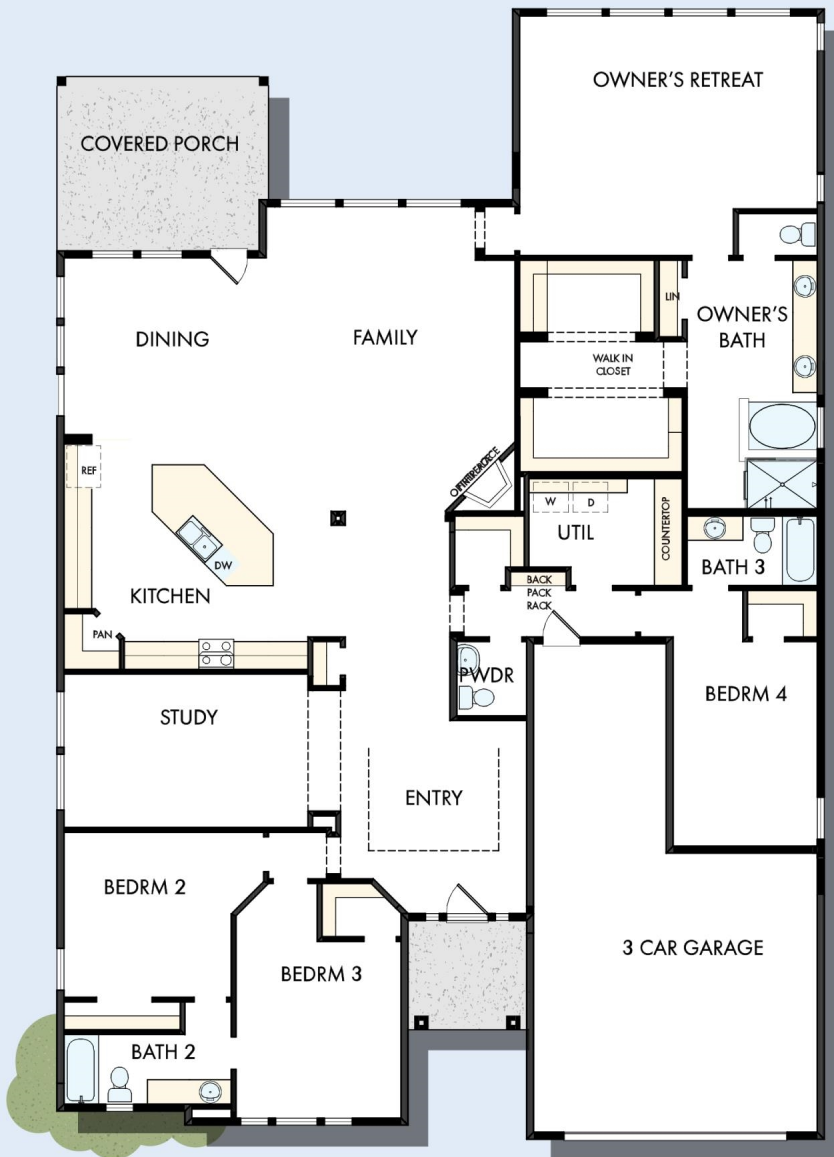 OWNER'S RETREAT
COVERED PORCH
LIN
OWNER'S
BATH
DINING
FAMILY
WALK IN
CLOSET
REF
W
D
COUNTERTOP
UTIL
DW
BATH 3
KITCHEN
BACK
PACK
RACK
PAN
PWDR
BEDRM 4
STUDY
ENTRY
BEDRM 2
3 CAR GARAGE
BEDRM 3
BATH 2